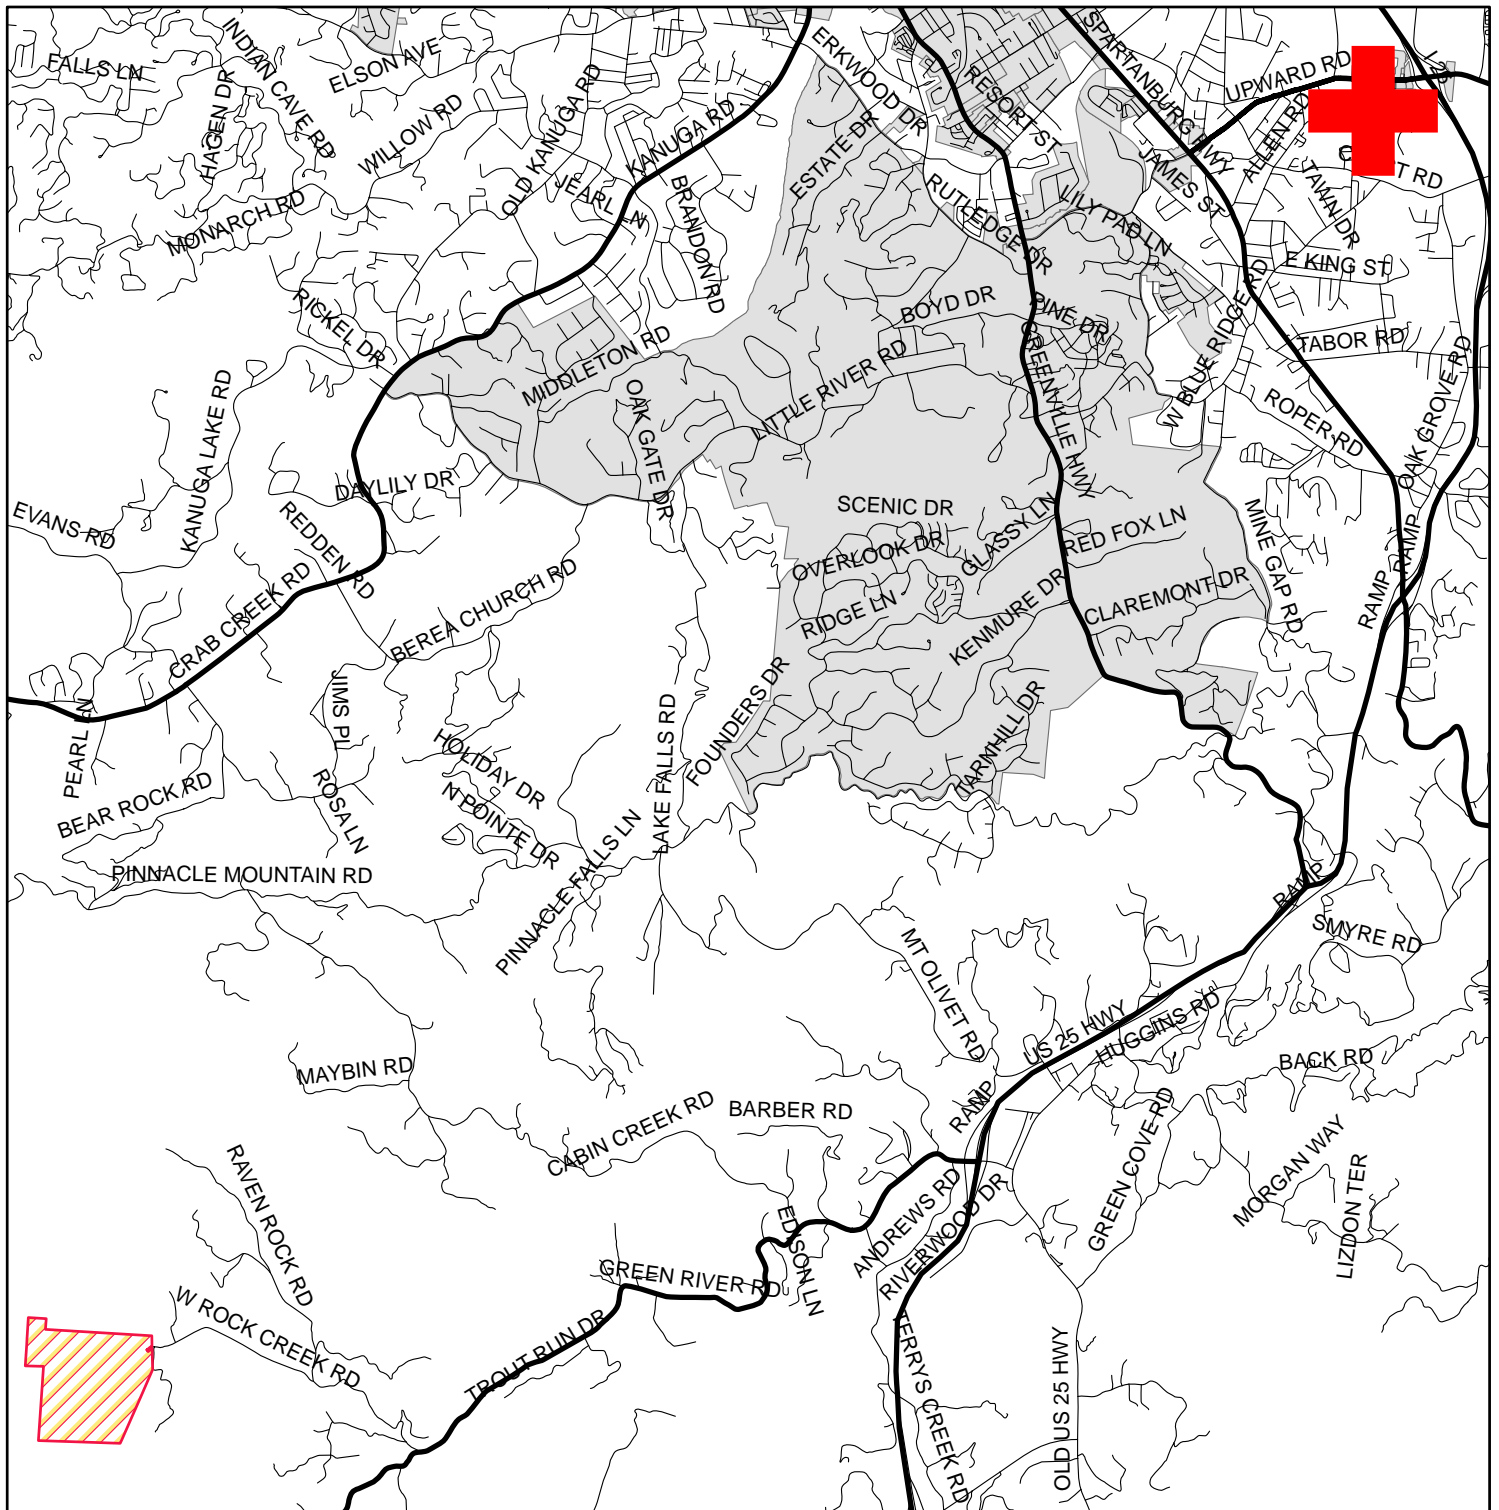 FALLS LN
INDIAN CAVE RD
ELSON AVE
HAGEN DR
WILLOW RD
OLD KANUGA RD
KANUGA RD
ERKWOOD DR
RESORT ST
SPARTANBURG HWY
UPWARD RD
I-26
ALLEN RD
ESTATE DR
MONARCH RD
JEARL LN
BRANDON RD
RUTLEDGE DR
JAMES ST
LILY PAD LN
TAWN DR
E KING ST
RICKEL DR
BOYD DR
PINE DR
W BLUE RIDGE RD
TABOR RD
MIDDLETON RD
LITTLE RIVER RD
GREENVILLE HWY
OAK GATE DR
KANUGA LAKE RD
ROPER RD
OAK GROVE RD
DAYLILY DR
EVANS RD
REDDEN RD
SCENIC DR
GLASSY LN
RED FOX LN
MINE GAP RD
RAMP
RAMP
OVERLOOK DR
CRAB CREEK RD
BEREA CHURCH RD
RIDGE LN
KENMURE DR
CLAREMONT DR
JIMS PL
PEARL LN
FOUNDERS DR
LAKE FALLS RD
TARNHILL DR
HOLIDAY DR
N POINTE DR
BEAR ROCK RD
ROSA LN
PINNACLE MOUNTAIN RD
PINNACLE FALLS LN
RAMP
SMYRE RD
MT OLIVET RD
US 25 HWY
HUGGINS RD
BACK RD
MAYBIN RD
RAMP
CABIN CREEK RD
BARBER RD
GREEN COVE RD
MORGAN WAY
LIZDON TER
RAVEN ROCK RD
ANDREWS RD
RIVERWOOD DR
EDISON LN
GREEN RIVER RD
W ROCK CREEK RD
TROUT RUN DR
TERRYS CREEK RD
OLD US 25 HWY